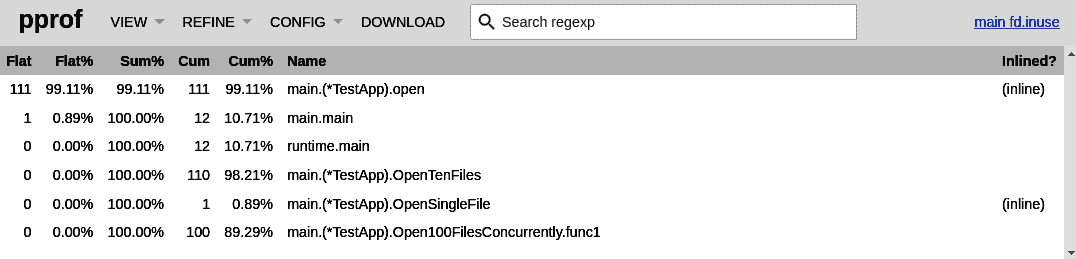 pprof VIEW REFINE CONFIG DOWNLOAD Search regexp main fd.inuse
Flat Flat% Sum% Cum Cum% Name Inlined?
111 99.11% 99.11% 111 99.11% main.(*TestApp).open (inline)
1 0.89% 100.00% 12 10.71% main.main
0 0.00% 100.00% 12 10.71% runtime.main
0 0.00% 100.00% 110 98.21% main.(*TestApp).OpenTenFiles
0 0.00% 100.00% 1 0.89% main.(*TestApp).OpenSingleFile (inline)
0 0.00% 100.00% 100 89.29% main.(*TestApp).Open100FilesConcurrently.func1